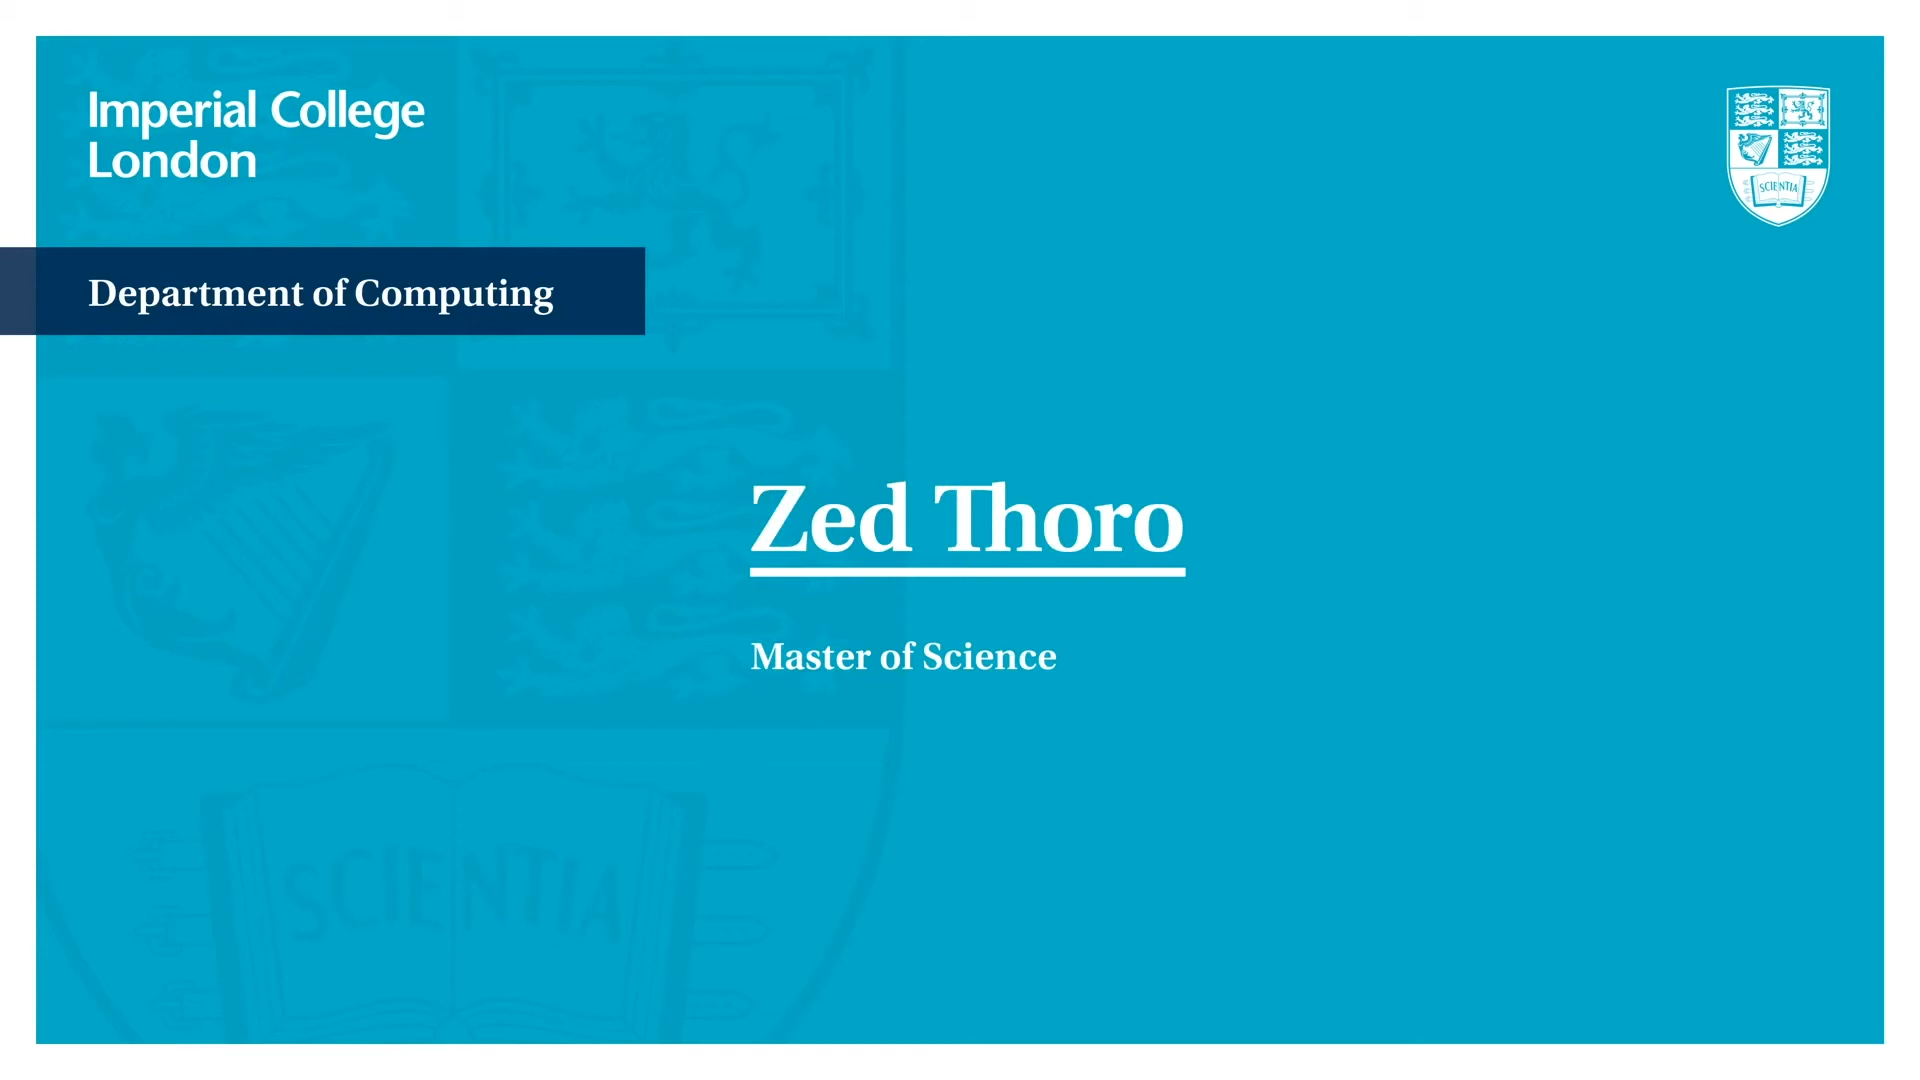 Imperial College
London
SCIENTIA
Department of Computing
Zed Thoro
Master of Science
SCIENTIA